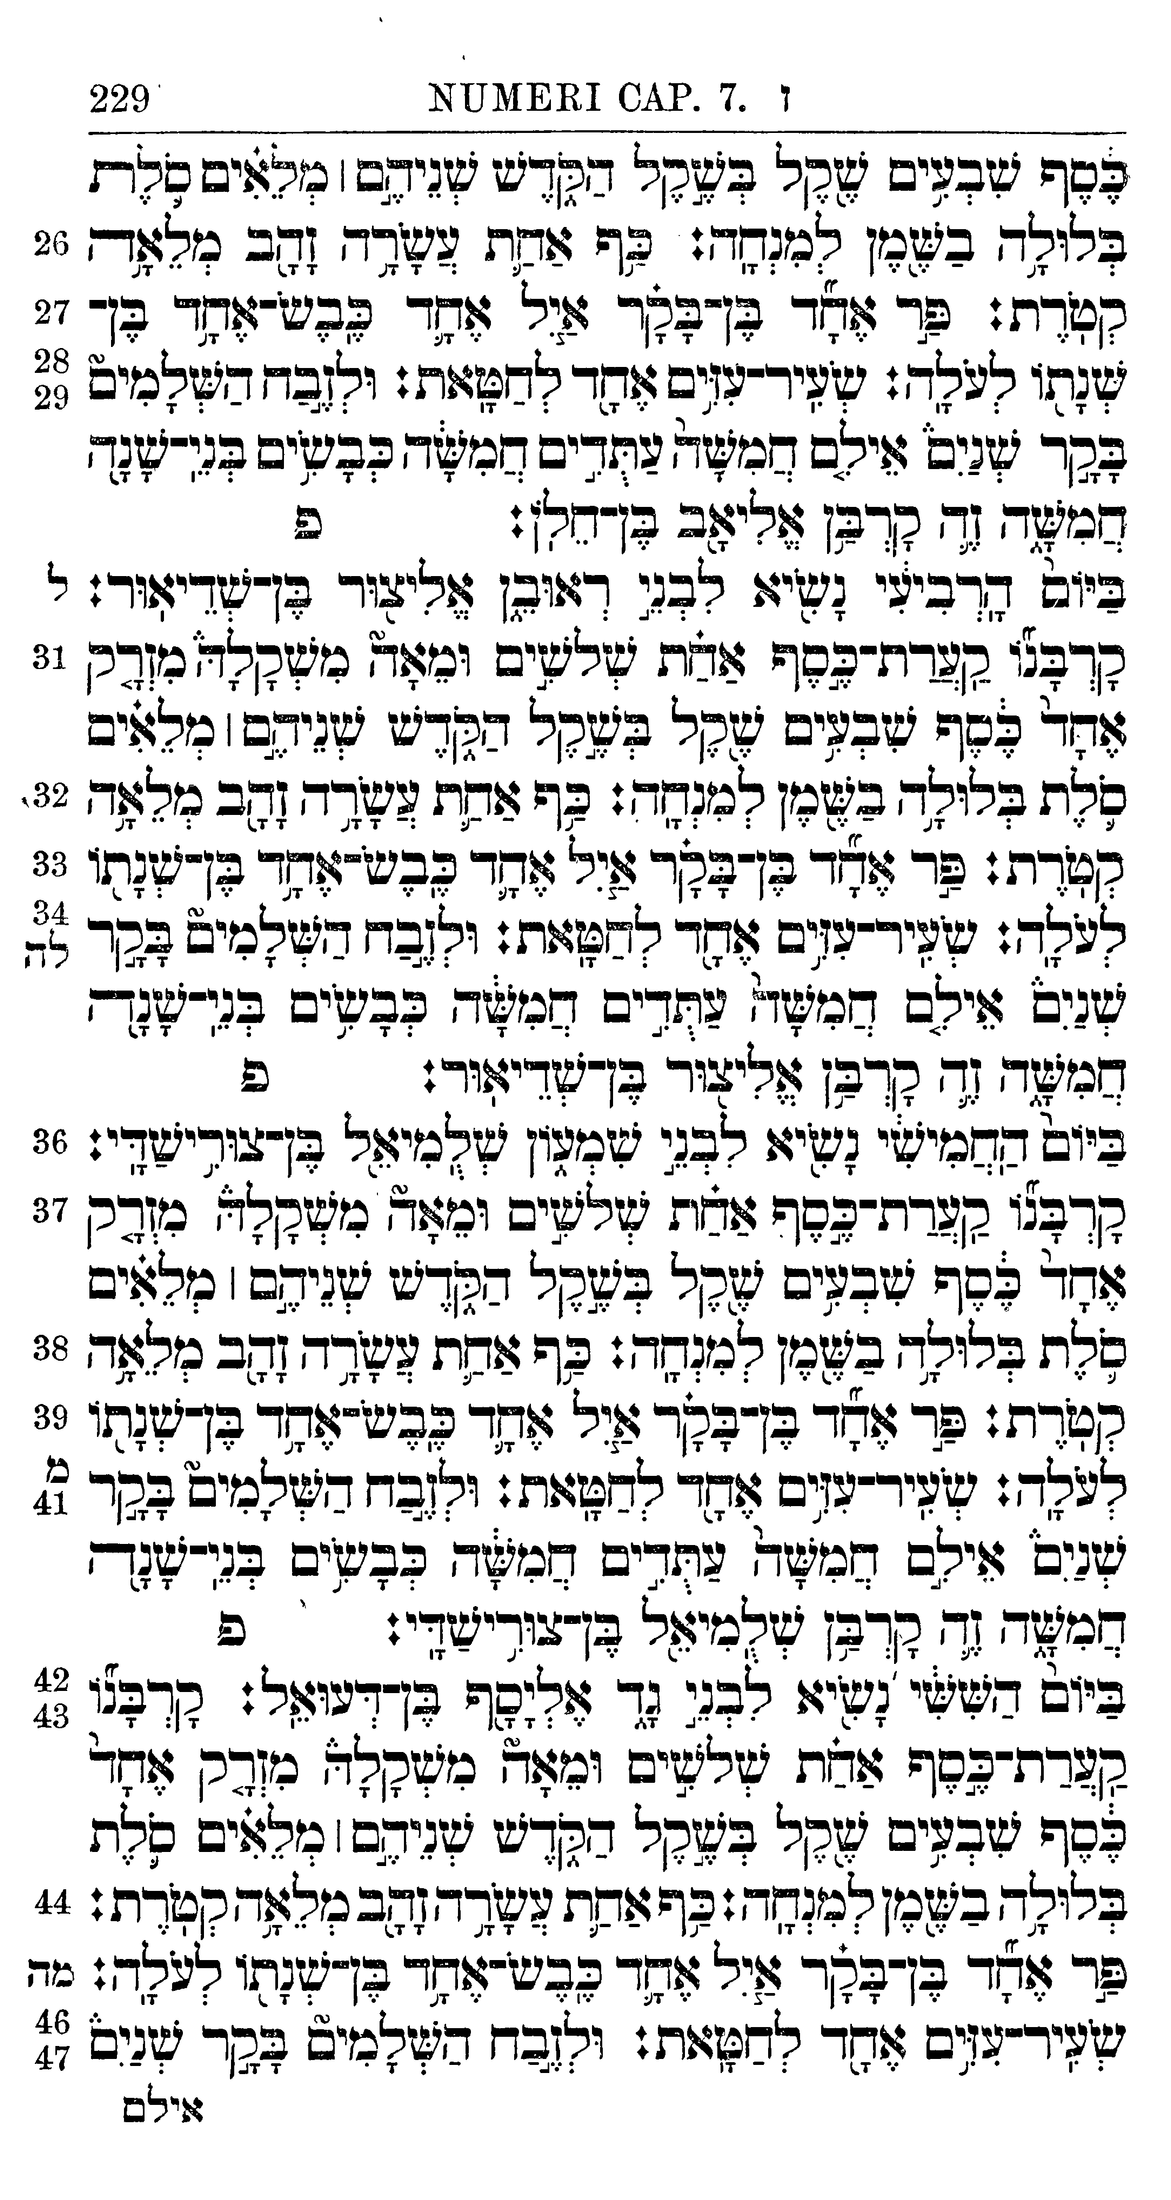 229 NUMERI CAP. 7. ז
כֶּ֔סֶף שִׁבְעִ֥ים שֶׁ֖קֶל בְּשֶׁ֣קֶל הַקֹּ֑דֶשׁ שְׁנֵיהֶ֣ם ׀ מְלֵאִ֗ים סֹ֛לֶת
26 בְּלוּלָ֥ה בַשֶּׁ֖מֶן לְמִנְחָֽה׃ כַּ֥ף אַחַ֛ת עֲשָׂרָ֥ה זָהָ֖ב מְלֵאָ֥ה
27 קְטֹֽרֶת׃ פַּ֣ר אֶחָ֞ד בֶּן־בָּקָ֗ר אַ֧יִל אֶחָ֛ד כֶּֽבֶשׂ־אֶחָ֥ד בֶּן־
28 29 שְׁנָת֖וֹ לְעֹלָֽה׃ שְׂעִיר־עִזִּ֥ים אֶחָ֖ד לְחַטָּֽאת׃ וּלְזֶ֣בַח הַשְּׁלָמִים֮
בָּקָ֣ר שְׁנַיִם֒ אֵילִ֤ם חֲמִשָּׁה֙ עַתֻּדִ֣ים חֲמִשָּׁ֔ה כְּבָשִׂ֥ים בְּנֵֽי־שָׁנָ֖ה
חֲמִשָּׁ֑ה זֶ֛ה קָרְבַּ֥ן אֱלִיאָ֖ב בֶּן־חֵלֹֽן׃ פ
ל בַּיּוֹם֙ הָֽרְבִיעִ֔י נָשִׂ֖יא לִבְנֵ֣י רְאוּבֵ֑ן אֱלִיצ֖וּר בֶּן־שְׁדֵיאֽוּר׃
31 קָרְבָּנ֞וֹ קַֽעֲרַת־כֶּ֣סֶף אַחַ֗ת שְׁלשִׁ֣ים וּמֵאָה֮ מִשְׁקָלָהּ֒ מִזְרָ֤ק
אֶחָד֙ כֶּ֔סֶף שִׁבְעִ֥ים שֶׁ֖קֶל בְּשֶׁ֣קֶל הַקֹּ֑דֶשׁ שְׁנֵיהֶ֣ם ׀ מְלֵאִ֗ים
32 סֹ֛לֶת בְּלוּלָ֥ה בַשֶּׁ֖מֶן לְמִנְחָֽה׃ כַּ֥ף אַחַ֛ת עֲשָׂרָ֥ה זָהָ֖ב מְלֵאָ֥ה
33 קְטֹֽרֶת׃ פַּ֣ר אֶחָ֞ד בֶּן־בָּקָ֗ר אַ֧יִל אֶחָ֛ד כֶּֽבֶשׂ־אֶחָ֥ד בֶּן־שְׁנָת֖וֹ
34 לה לְעֹלָֽה׃ שְׂעִיר־עִזִּ֥ים אֶחָ֖ד לְחַטָּֽאת׃ וּלְזֶ֣בַח הַשְּׁלָמִים֮ בָּקָ֣ר
שְׁנַיִם֒ אֵילִ֤ם חֲמִשָּׁה֙ עַתֻּדִ֣ים חֲמִשָּׁ֔ה כְּבָשִׂ֥ים בְּנֵֽי־שָׁנָ֖ה
חֲמִשָּׁ֑ה זֶ֛ה קָרְבַּ֥ן אֱלִיצ֖וּר בֶּן־שְׁדֵיאֽוּר׃ פ
36 בַּיּוֹם֙ הַֽחֲמִישִׁ֔י נָשִׂ֖יא לִבְנֵ֣י שִׁמְע֑וֹן שְׁלֻֽמִיאֵ֖ל בֶּן־צוּרִֽישַׁדָּֽי׃
37 קָרְבָּנ֞וֹ קַֽעֲרַת־כֶּ֣סֶף אַחַ֗ת שְׁלשִׁ֣ים וּמֵאָה֮ מִשְׁקָלָהּ֒ מִזְרָ֤ק
אֶחָד֙ כֶּ֔סֶף שִׁבְעִ֥ים שֶׁ֖קֶל בְּשֶׁ֣קֶל הַקֹּ֑דֶשׁ שְׁנֵיהֶ֣ם ׀ מְלֵאִ֗ים
38 סֹ֛לֶת בְּלוּלָ֥ה בַשֶּׁ֖מֶן לְמִנְחָֽה׃ כַּ֥ף אַחַ֛ת עֲשָׂרָ֥ה זָהָ֖ב מְלֵאָ֥ה
39 קְטֹֽרֶת׃ פַּ֣ר אֶחָ֞ד בֶּן־בָּקָ֗ר אַ֧יִל אֶחָ֛ד כֶּֽבֶשׂ־אֶחָ֥ד בֶּן־שְׁנָת֖וֹ
מ 41 לְעֹלָֽה׃ שְׂעִיר־עִזִּ֥ים אֶחָ֖ד לְחַטָּֽאת׃ וּלְזֶ֣בַח הַשְּׁלָמִים֮ בָּקָ֣ר
שְׁנַיִם֒ אֵילִ֣ם חֲמִשָּׁה֙ עַתֻּדִ֣ים חֲמִשָּׁ֔ה כְּבָשִׂ֥ים בְּנֵֽי־שָׁנָ֖ה
חֲמִשָּׁ֑ה זֶ֛ה קָרְבַּ֥ן שְׁלֻמִיאֵ֖ל בֶּן־צוּרִֽישַׁדָּֽי׃ פ
42 43 בַּיּוֹם֙ הַשִּׁשִּׁ֔י נָשִׂ֖יא לִבְנֵ֣י גָ֑ד אֶלְיָסָ֖ף בֶּן־דְּעוּאֵֽל׃ קָרְבָּנ֞וֹ
קַֽעֲרַת־כֶּ֣סֶף אַחַ֗ת שְׁלשִׁ֣ים וּמֵאָה֮ מִשְׁקָלָהּ֒ מִזְרָ֤ק אֶחָד֙
כֶּ֔סֶף שִׁבְעִ֥ים שֶׁ֖קֶל בְּשֶׁ֣קֶל הַקֹּ֑דֶשׁ שְׁנֵיהֶ֣ם ׀ מְלֵאִ֗ים סֹ֛לֶת
44 בְּלוּלָ֥ה בַשֶּׁ֖מֶן לְמִנְחָֽה׃ כַּ֥ף אַחַ֛ת עֲשָׂרָ֥ה זָהָ֖ב מְלֵאָ֥ה קְטֹֽרֶת׃
מה פַּ֣ר אֶחָ֞ד בֶּן־בָּקָ֗ר אַ֧יִל אֶחָ֛ד כֶּֽבֶשׂ־אֶחָ֥ד בֶּן־שְׁנָת֖וֹ לְעֹלָֽה׃
46 47 שְׂעִיר־עִזִּ֥ים אֶחָ֖ד לְחַטָּֽאת׃ וּלְזֶ֣בַח הַשְּׁלָמִים֮ בָּקָ֣ר שְׁנַיִם֒
אילם